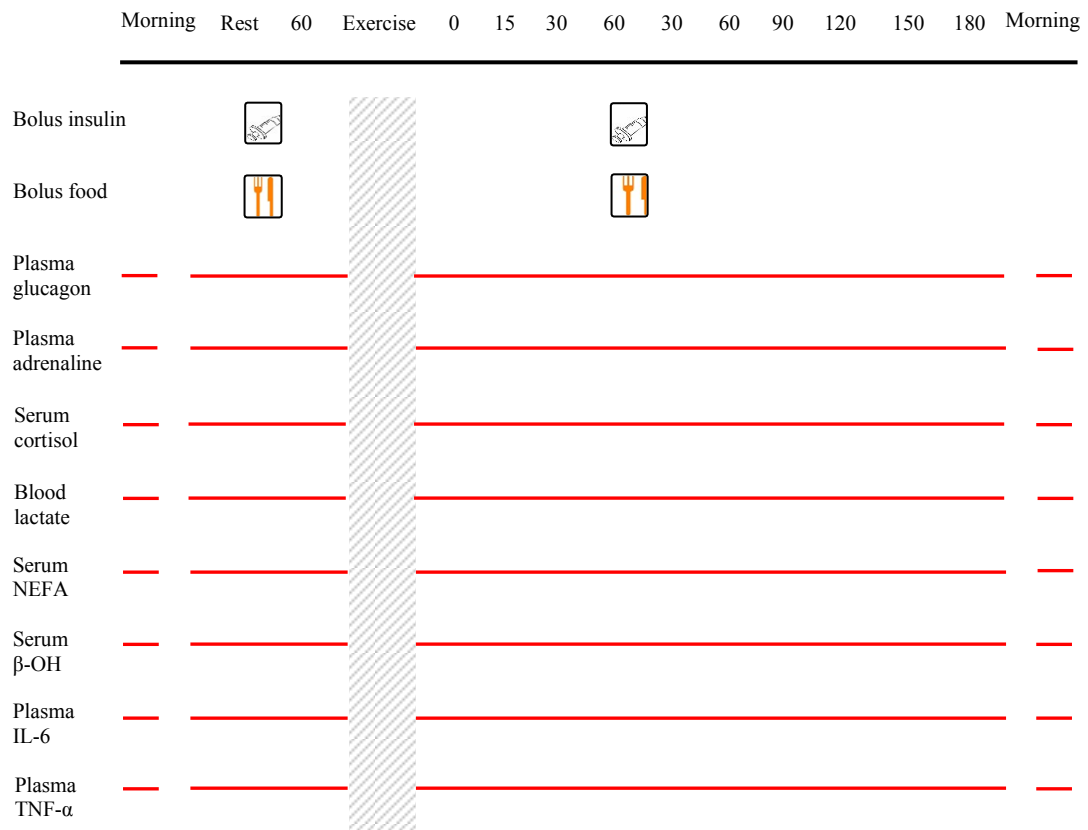 Morning Rest 60 Exercise 0 15 30 60 30 60 90 120 150 180 Morning
Bolus insulin
Bolus food
Plasma
glucagon
Plasma
adrenaline
Serum
cortisol
Blood
lactate
Serum
NEFA
Serum
β-OH
Plasma
IL-6
Plasma
TNF-α